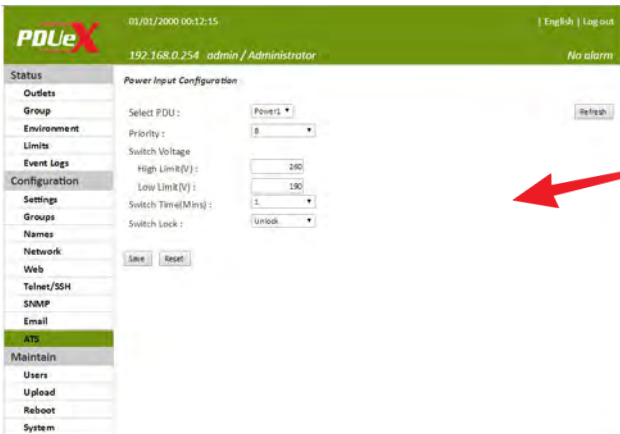 PDUeX
01/01/2000 00:12:15
| English | Logout
192.168.0.254 admin / Administrator
No alarm
Status
Outlets
Group
Environment
Limits
Event Logs
Configuration
Settings
Groups
Names
Network
Web
Telnet/SSH
SNMP
Email
ATS
Maintain
Users
Upload
Reboot
System
Power Input Configuration
Select PDU : Power1
Refresh
Priority : B
Switch Voltage
High Limit(V) : 260
Low Limit(V) : 190
Switch Time(Mins) : 1
Switch Lock : Unlock
Save Reset